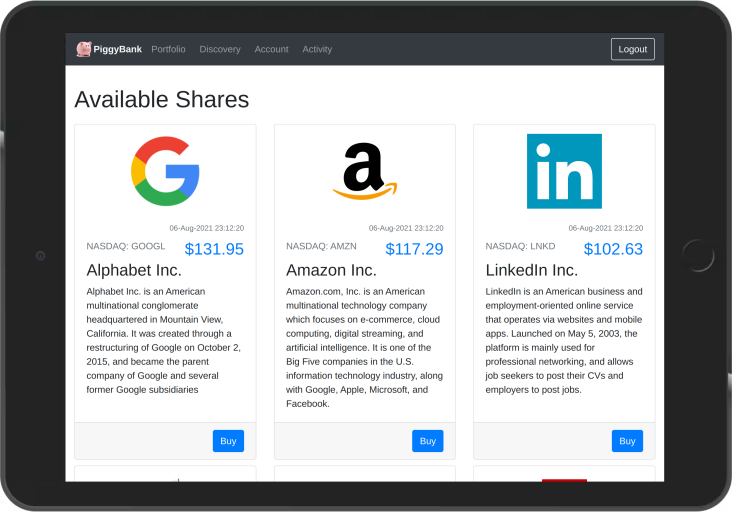 PiggyBank Portfolio Discovery Account Activity Logout
Available Shares
a
in
06-Aug-2021 23:12:20
NASDAQ: GOOGL $131.95
Alphabet Inc.
Alphabet Inc. is an American
multinational conglomerate
headquartered in Mountain View,
California. It was created through a
restructuring of Google on October 2,
2015, and became the parent
company of Google and several
former Google subsidiaries
Buy
06-Aug-2021 23:12:20
NASDAQ: AMZN $117.29
Amazon Inc.
Amazon.com, Inc. is an American
multinational technology company
which focuses on e-commerce, cloud
computing, digital streaming, and
artificial intelligence. It is one of the
Big Five companies in the U.S.
information technology industry, along
with Google, Apple, Microsoft, and
Facebook.
Buy
06-Aug-2021 23:12:20
NASDAQ: LNKD $102.63
LinkedIn Inc.
LinkedIn is an American business and
employment-oriented online service
that operates via websites and mobile
apps. Launched on May 5, 2003, the
platform is mainly used for
professional networking, and allows
job seekers to post their CVs and
employers to post jobs.
Buy